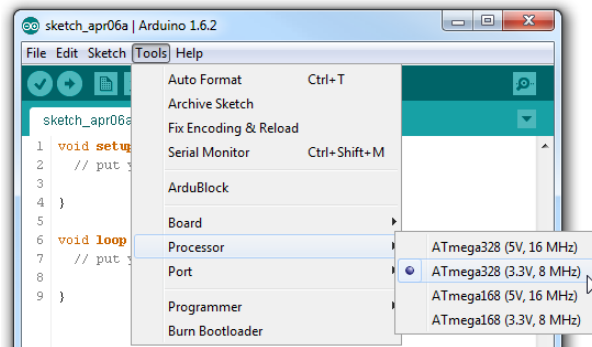 sketch_apr06a | Arduino 1.6.2
File Edit Sketch Tools Help
sketch_apr06a
Auto Format Ctrl+T
Archive Sketch
Fix Encoding & Reload
Serial Monitor Ctrl+Shift+M
ArduBlock
Board
Processor
Port
Programmer
Burn Bootloader
ATmega328 (5V, 16 MHz)
ATmega328 (3.3V, 8 MHz)
ATmega168 (5V, 16 MHz)
ATmega168 (3.3V, 8 MHz)
1 void setup
2 // put
3
4 }
5
6 void loop
7 // put
8
9 }